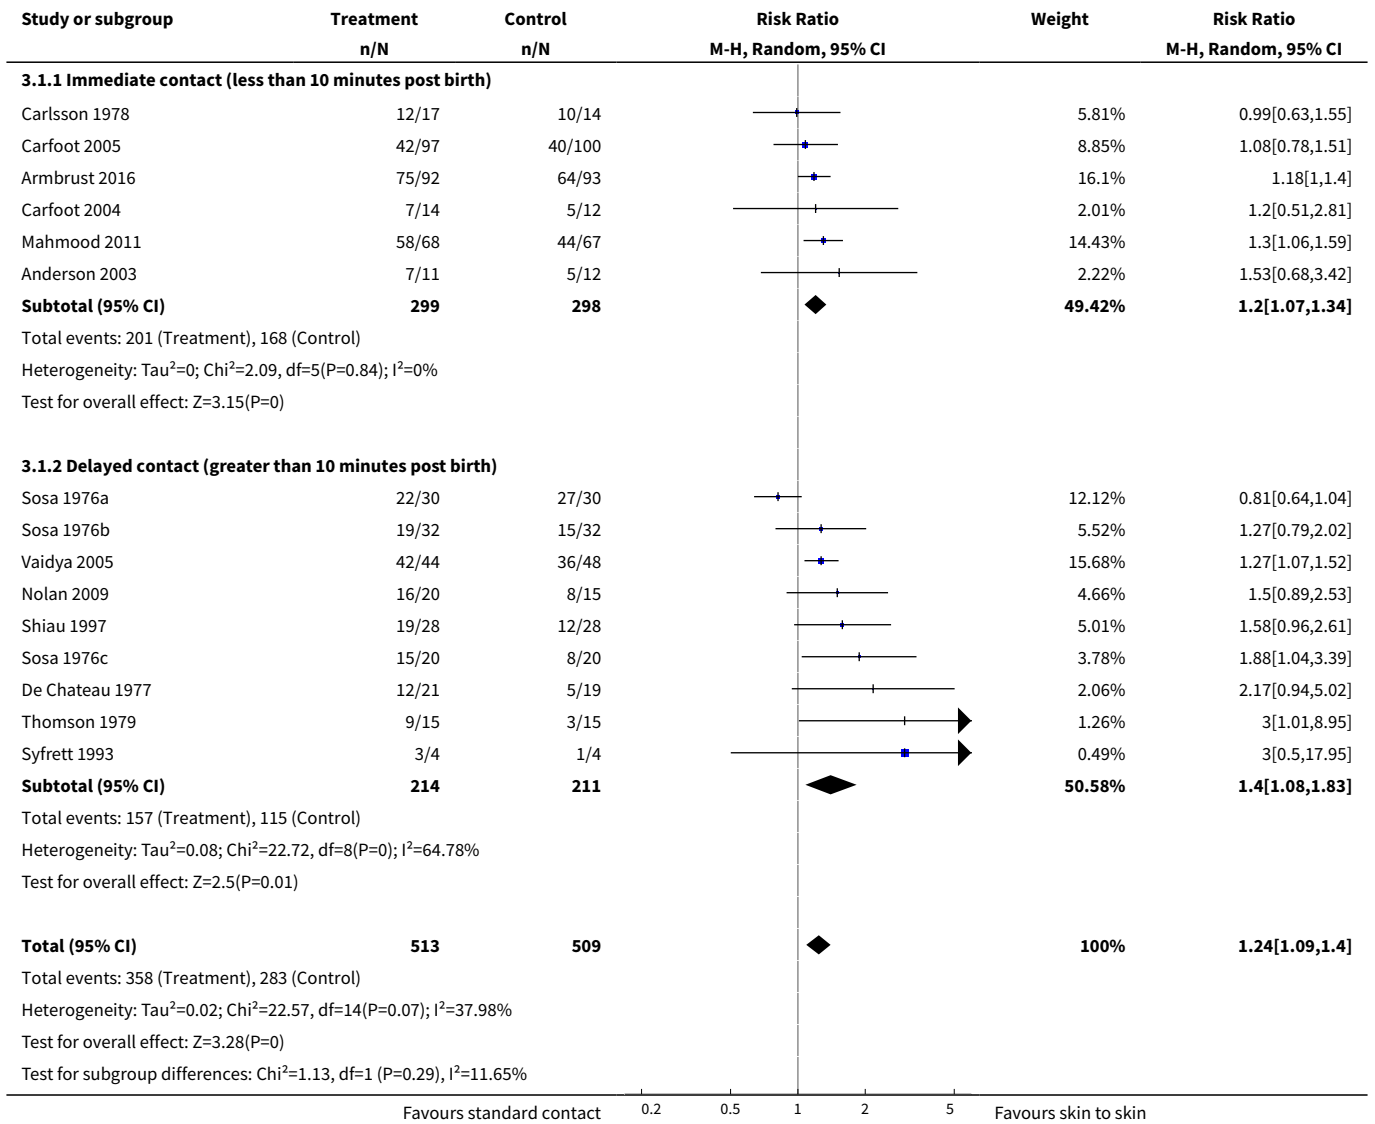 Study or subgroup Treatment Control Risk Ratio Weight Risk Ratio
n/N n/N M-H, Random, 95% CI M-H, Random, 95% CI
3.1.1 Immediate contact (less than 10 minutes post birth)
Carlsson 1978 12/17 10/14 5.81% 0.99[0.63,1.55]
Carfoot 2005 42/97 40/100 8.85% 1.08[0.78,1.51]
Armbrust 2016 75/92 64/93 16.1% 1.18[1,1.4]
Carfoot 2004 7/14 5/12 2.01% 1.2[0.51,2.81]
Mahmood 2011 58/68 44/67 14.43% 1.3[1.06,1.59]
Anderson 2003 7/11 5/12 2.22% 1.53[0.68,3.42]
Subtotal (95% CI) 299 298 49.42% 1.2[1.07,1.34]
Total events: 201 (Treatment), 168 (Control)
Heterogeneity: Tau²=0; Chi²=2.09, df=5(P=0.84); I²=0%
Test for overall effect: Z=3.15(P=0)
3.1.2 Delayed contact (greater than 10 minutes post birth)
Sosa 1976a 22/30 27/30 12.12% 0.81[0.64,1.04]
Sosa 1976b 19/32 15/32 5.52% 1.27[0.79,2.02]
Vaidya 2005 42/44 36/48 15.68% 1.27[1.07,1.52]
Nolan 2009 16/20 8/15 4.66% 1.5[0.89,2.53]
Shiau 1997 19/28 12/28 5.01% 1.58[0.96,2.61]
Sosa 1976c 15/20 8/20 3.78% 1.88[1.04,3.39]
De Chateau 1977 12/21 5/19 2.06% 2.17[0.94,5.02]
Thomson 1979 9/15 3/15 1.26% 3[1.01,8.95]
Syfrett 1993 3/4 1/4 0.49% 3[0.5,17.95]
Subtotal (95% CI) 214 211 50.58% 1.4[1.08,1.83]
Total events: 157 (Treatment), 115 (Control)
Heterogeneity: Tau²=0.08; Chi²=22.72, df=8(P=0); I²=64.78%
Test for overall effect: Z=2.5(P=0.01)
Total (95% CI) 513 509 100% 1.24[1.09,1.4]
Total events: 358 (Treatment), 283 (Control)
Heterogeneity: Tau²=0.02; Chi²=22.57, df=14(P=0.07); I²=37.98%
Test for overall effect: Z=3.28(P=0)
Test for subgroup differences: Chi²=1.13, df=1 (P=0.29), I²=11.65%
Favours standard contact 0.2 0.5 1 2 5 Favours skin to skin